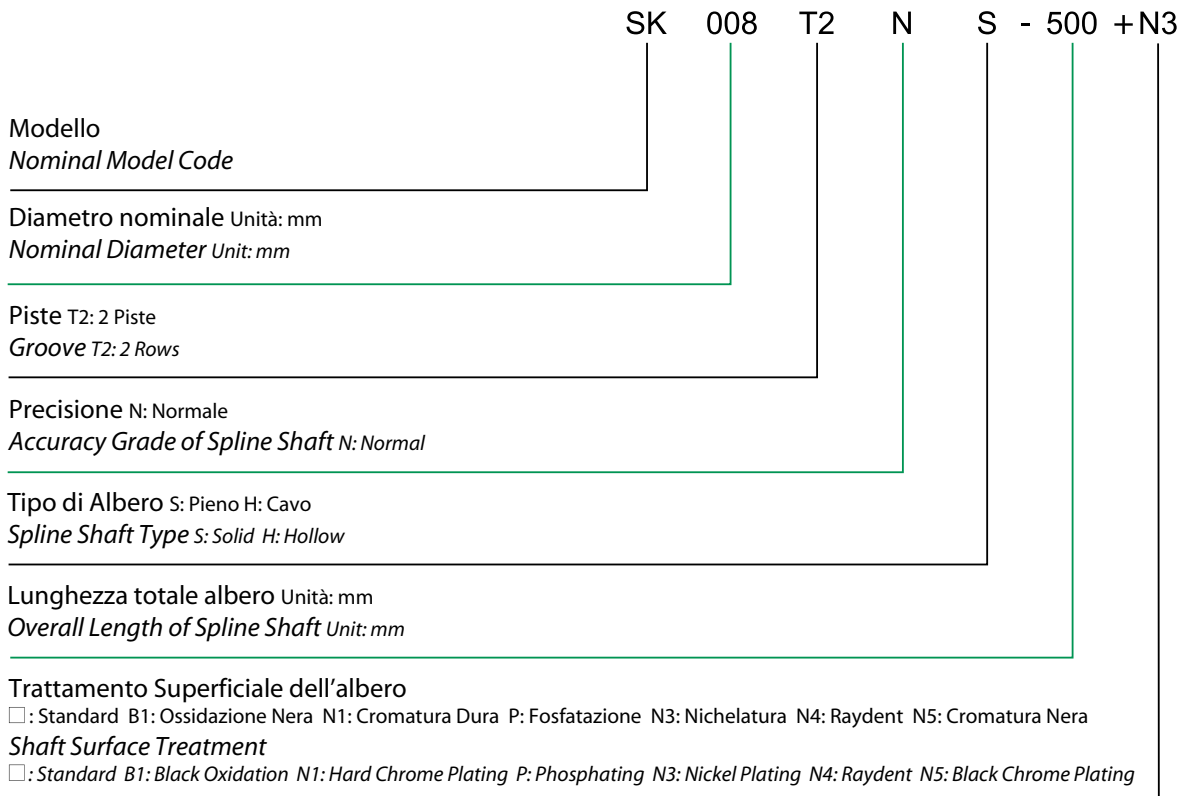 SK 008 T2 N S - 500 +N3
Modello
Nominal Model Code
Diametro nominale Unità: mm
Nominal Diameter Unit: mm
Piste T2: 2 Piste
Groove T2: 2 Rows
Precisione N: Normale
Accuracy Grade of Spline Shaft N: Normal
Tipo di Albero S: Pieno H: Cavo
Spline Shaft Type S: Solid H: Hollow
Lunghezza totale albero Unità: mm
Overall Length of Spline Shaft Unit: mm
Trattamento Superficiale dell'albero
□: Standard B1: Ossidazione Nera N1: Cromatura Dura P: Fosfatazione N3: Nichelatura N4: Raydent N5: Cromatura Nera
Shaft Surface Treatment
□: Standard B1: Black Oxidation N1: Hard Chrome Plating P: Phosphating N3: Nickel Plating N4: Raydent N5: Black Chrome Plating